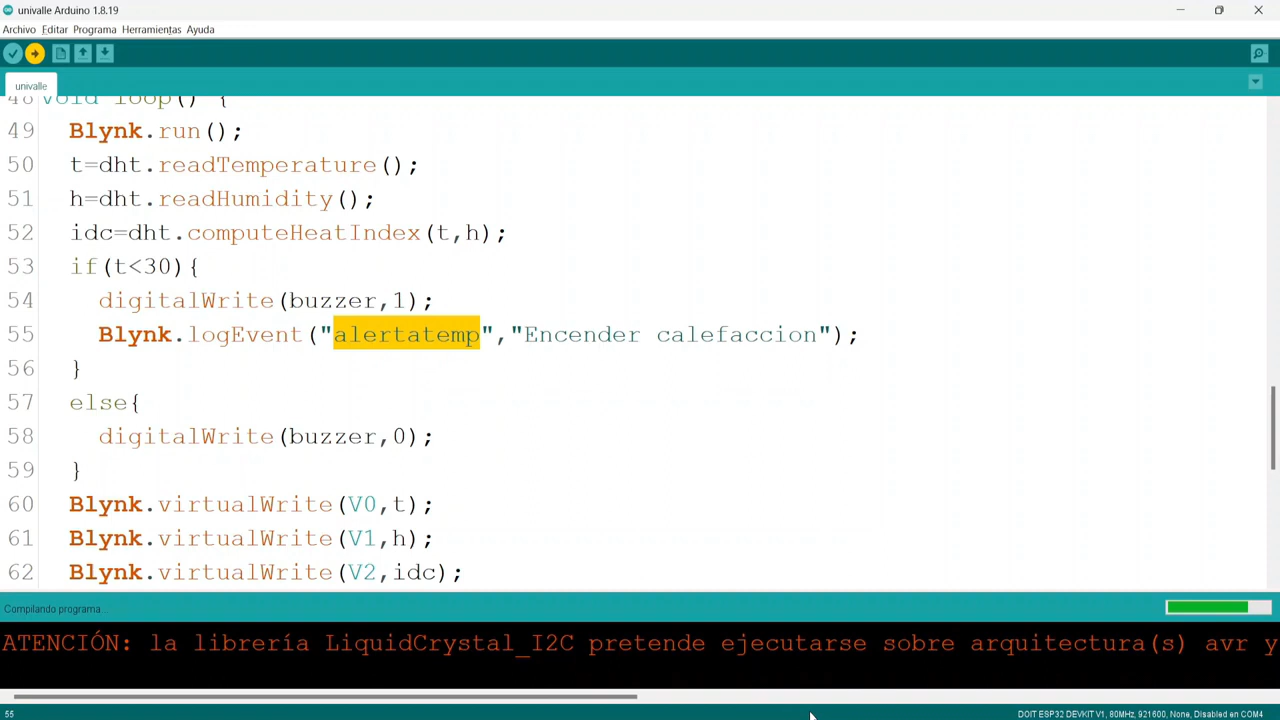 univalle Arduino 1.8.19
Archivo Editar Programa Herramientas Ayuda
univalle
48 void loop() {
49 Blynk.run();
50 t=dht.readTemperature();
51 h=dht.readHumidity();
52 idc=dht.computeHeatIndex(t,h);
53 if(t<30){
54 digitalWrite(buzzer,1);
55 Blynk.logEvent("alertatemp","Encender calefaccion");
56 }
57 else{
58 digitalWrite(buzzer,0);
59 }
60 Blynk.virtualWrite(V0,t);
61 Blynk.virtualWrite(V1,h);
62 Blynk.virtualWrite(V2,idc);
Compilando programa...
ATENCIÓN: la librería LiquidCrystal_I2C pretende ejecutarse sobre arquitectura(s) avr y
55 DOIT ESP32 DEVKIT V1, 80MHz, 921600, None, Disabled en COM4